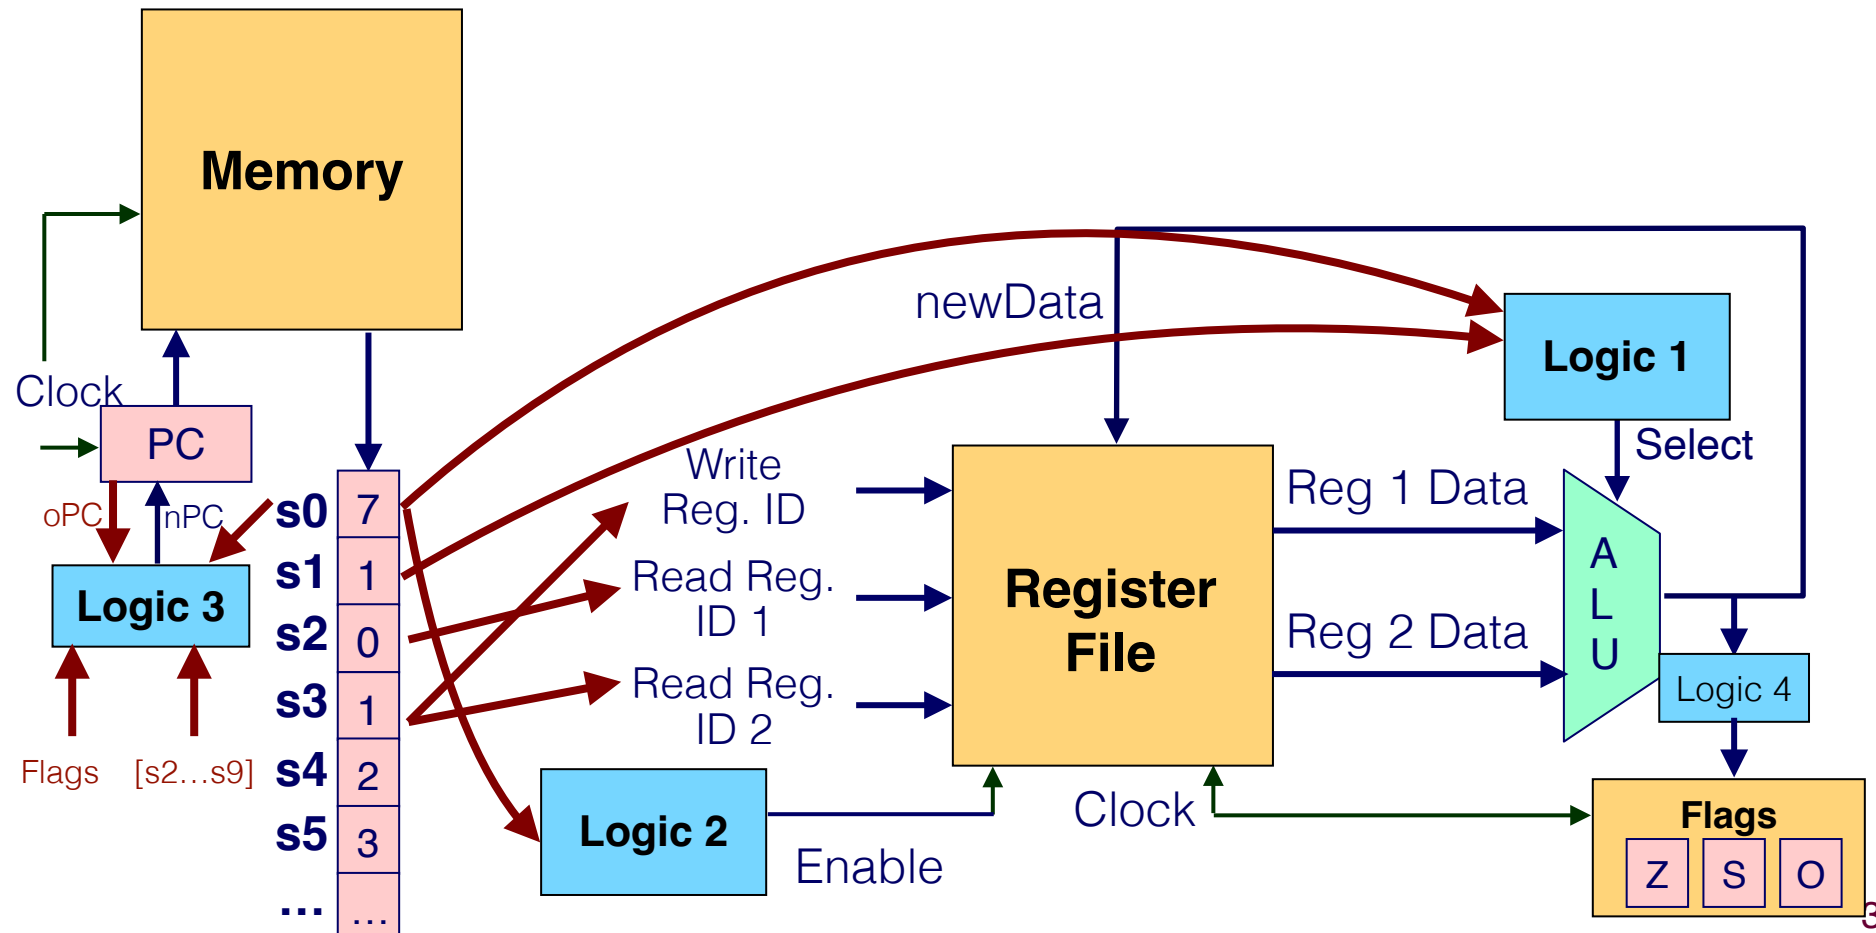 Memory
Clock
PC
oPC
nPC
Logic 3
Flags
[s2...s9]
s0 7
s1 1
s2 0
s3 1
s4 2
s5 3
... ...
newData
Write
Reg. ID
Read Reg.
ID 1
Read Reg.
ID 2
Logic 2
Enable
Register
File
Clock
Reg 1 Data
Reg 2 Data
Logic 1
Select
A
L
U
Logic 4
Flags
Z S O
3